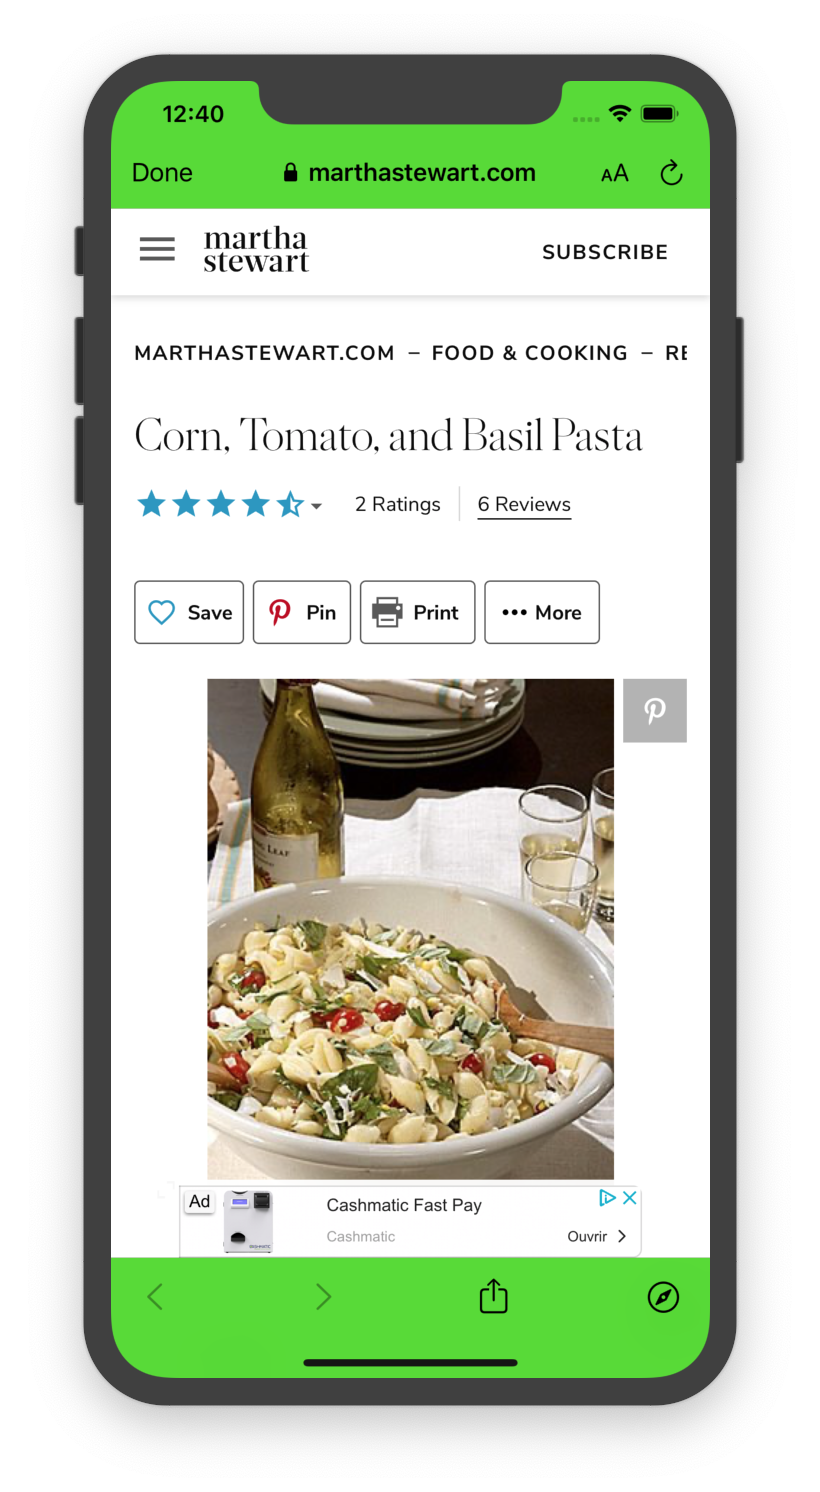 12:40
Done
marthastewart.com
AA
martha
stewart
SUBSCRIBE
MARTHASTEWART.COM – FOOD & COOKING – RE
Corn, Tomato, and Basil Pasta
2 Ratings
6 Reviews
Save
Pin
Print
••• More
LEAF
Ad
Cashmatic Fast Pay
Cashmatic
Ouvrir